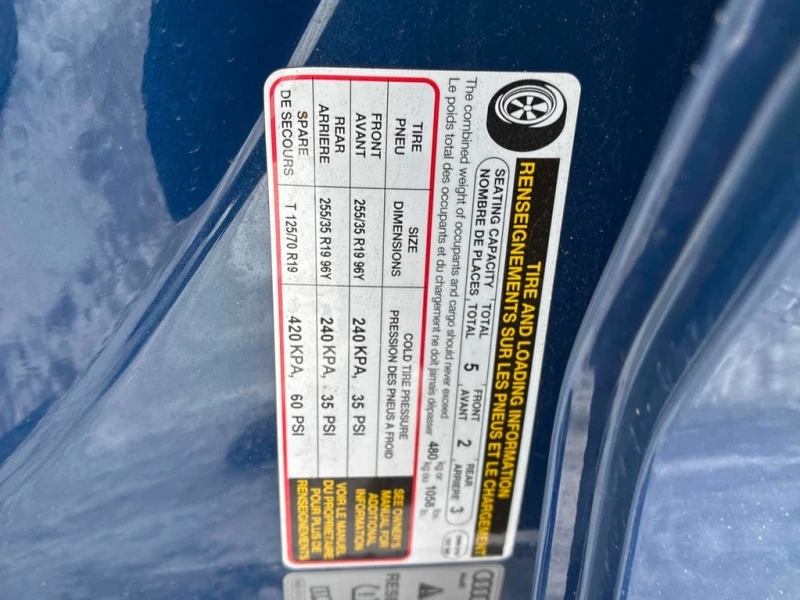 TIRE AND LOADING INFORMATION
RENSEIGNEMENTS SUR LES PNEUS ET LE CHARGEMENT
SEATING CAPACITY TOTAL 5 FRONT 2 REAR 3
NOMBRE DE PLACES TOTAL AVANT ARRIERE
The combined weight of occupants and cargo should never exceed 480 kg or 1058 lbs.
Le poids total des occupants et du chargement ne doit jamais dépasser kg ou lb.
TIRE SIZE COLD TIRE PRESSURE
PNEU DIMENSIONS PRESSION DES PNEUS A FROID
FRONT 255/35 R19 96Y 240 KPA, 35 PSI
AVANT
REAR 255/35 R19 96Y 240 KPA, 35 PSI
ARRIERE
SPARE T 125/70 R19 420 KPA, 60 PSI
DE SECOURS
SEE OWNER'S
MANUAL FOR
ADDITIONAL
INFORMATION
VOIR LE MANUEL
DU PROPRIETAIRE
POUR PLUS DE
RENSEIGNEMENTS
Audi